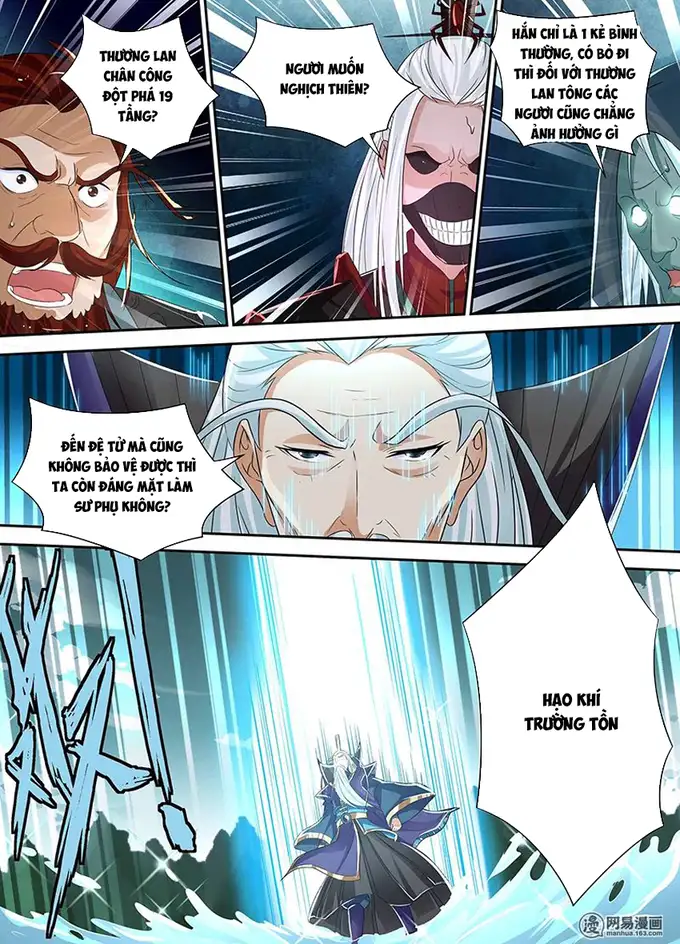 THƯƠNG LAN
CHÂN CÔNG
ĐỘT PHÁ 19
TẦNG?
NGƯƠI MUỐN
NGHỊCH THIÊN?
HẮN CHỈ LÀ 1 KẺ BÌNH
THƯỜNG, CÓ BỎ ĐI
THÌ ĐỐI VỚI THƯƠNG
LAN TÔNG CÁC
NGƯƠI CŨNG CHẲNG
ẢNH HƯỞNG GÌ
ĐẾN ĐỆ TỬ MÀ CŨNG
KHÔNG BẢO VỆ ĐƯỢC THÌ
TA CÒN ĐÁNG MẶT LÀM
SƯ PHỤ KHÔNG?
HẠO KHÍ
TRƯỜNG TỒN
网易漫画
manhua.163.com